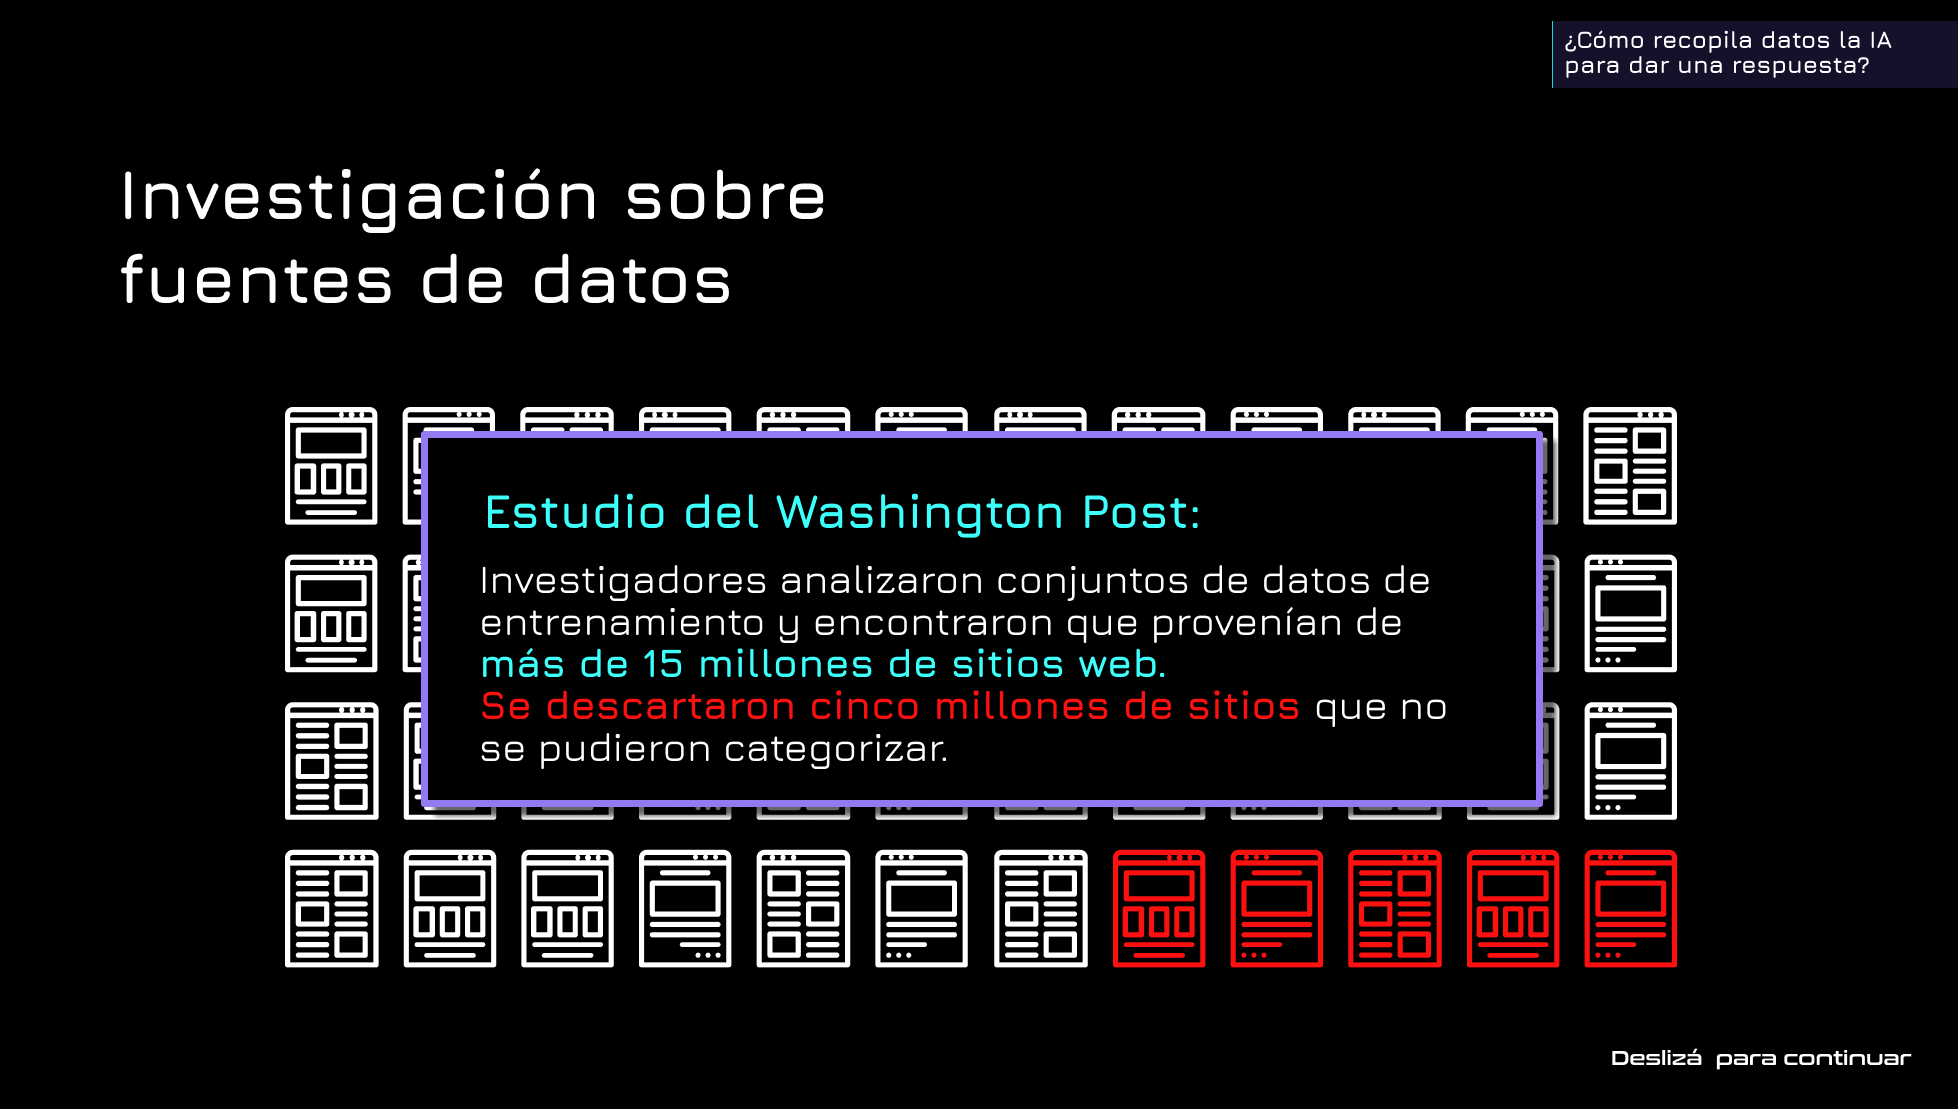 ¿Cómo recopila datos la IA
para dar una respuesta?
Investigación sobre
fuentes de datos
Estudio del Washington Post:
Investigadores analizaron conjuntos de datos de
entrenamiento y encontraron que provenían de
más de 15 millones de sitios web.
Se descartaron cinco millones de sitios que no
se pudieron categorizar.
Deslizá para continuar